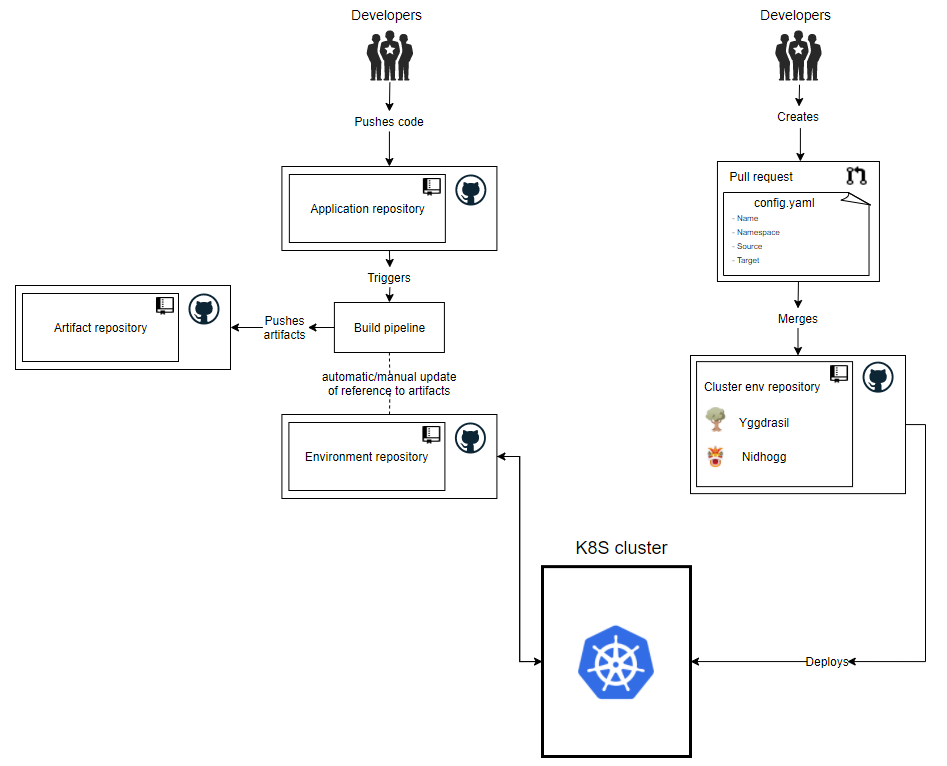 Developers
Pushes code
Application repository
Triggers
Build pipeline
Pushes
artifacts
Artifact repository
automatic/manual update
of reference to artifacts
Environment repository
Developers
Creates
Pull request
config.yaml
- Name
- Namespace
- Source
- Target
Merges
Cluster env repository
Yggdrasil
Nidhogg
Deploys
K8S cluster